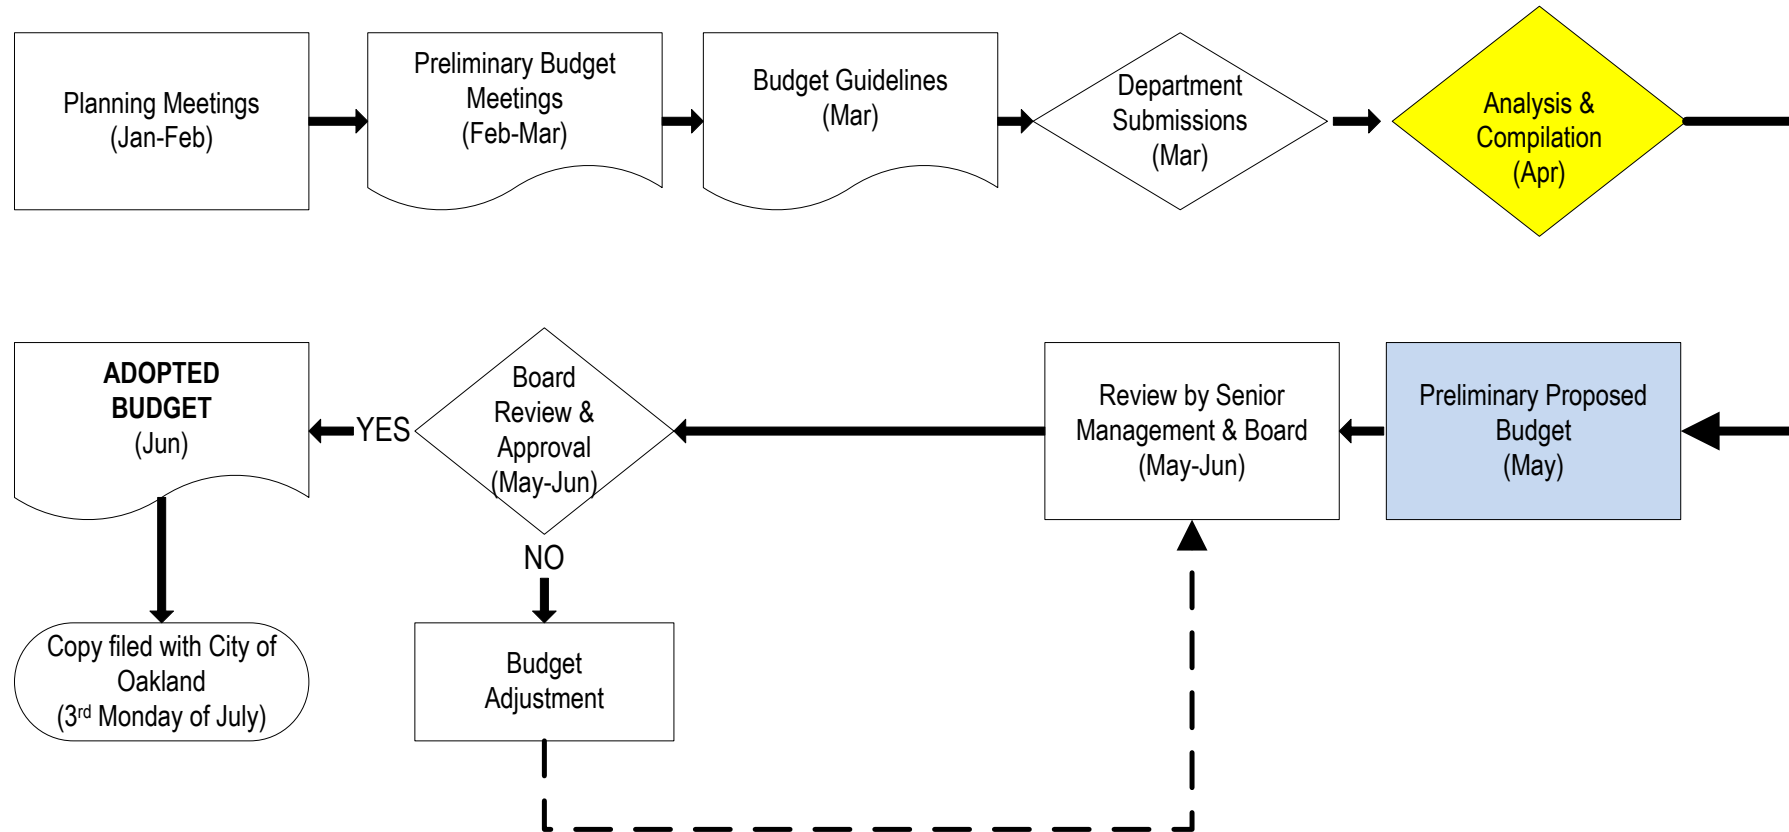 Planning Meetings
(Jan-Feb)
Preliminary Budget
Meetings
(Feb-Mar)
Budget Guidelines
(Mar)
Department
Submissions
(Mar)
Analysis &
Compilation
(Apr)
ADOPTED
BUDGET
(Jun)
YES
Board
Review &
Approval
(May-Jun)
Review by Senior
Management & Board
(May-Jun)
Preliminary Proposed
Budget
(May)
NO
Copy filed with City of
Oakland
(3rd Monday of July)
Budget
Adjustment